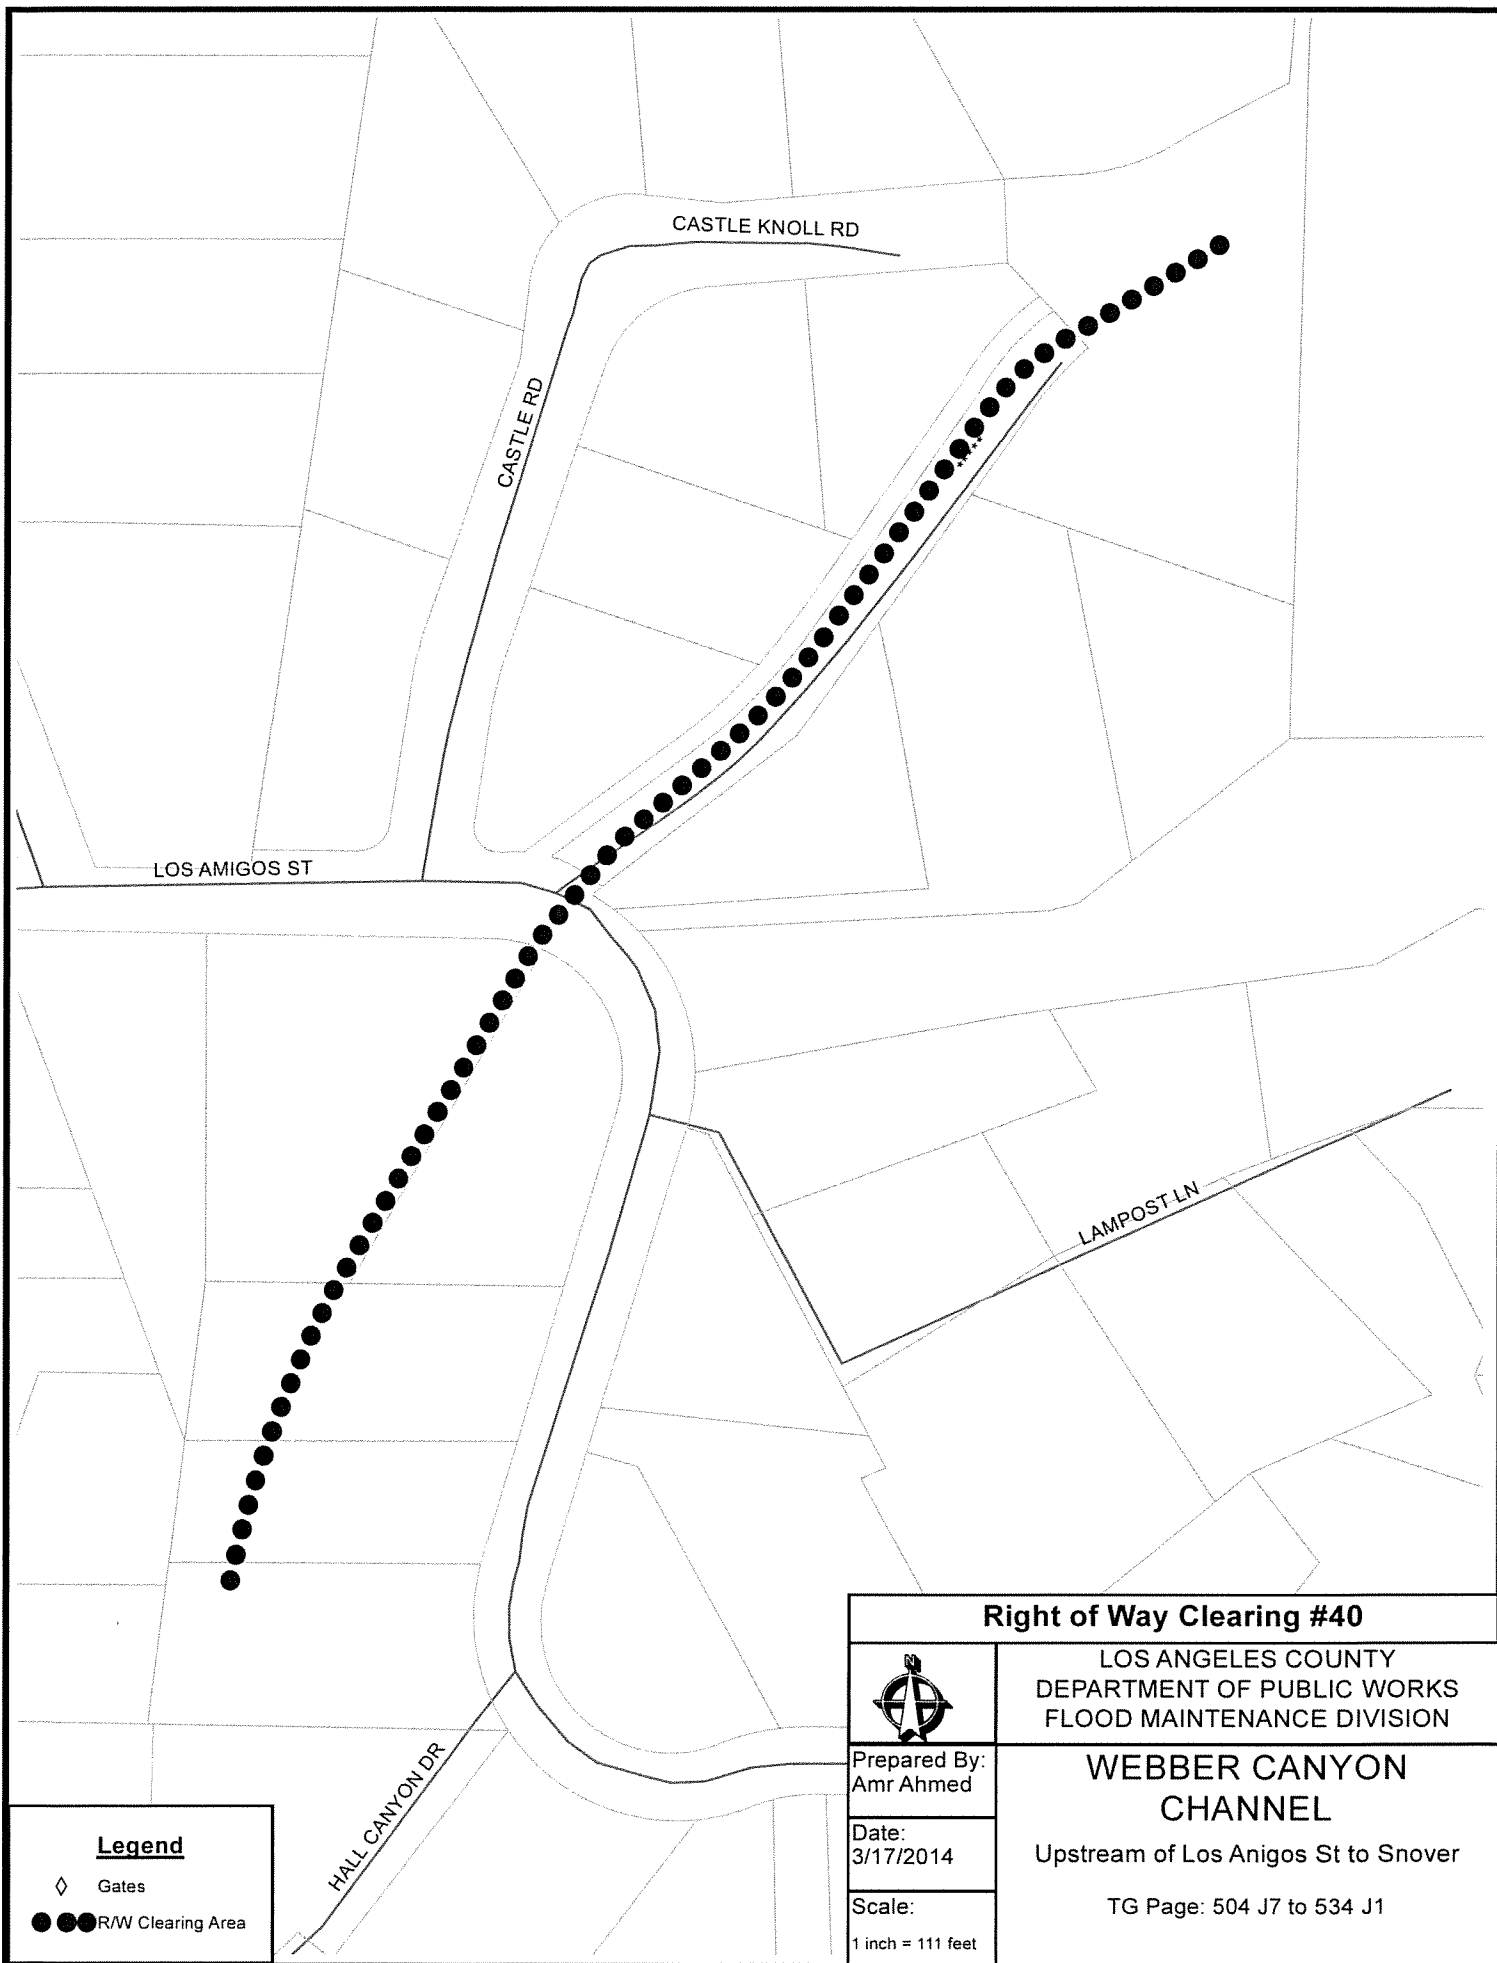 CASTLE KNOLL RD
CASTLE RD
LOS AMIGOS ST
LAMPOST LN
HALL CANYON DR
Legend
Gates
R/W Clearing Area
Right of Way Clearing #40
N
LOS ANGELES COUNTY
DEPARTMENT OF PUBLIC WORKS
FLOOD MAINTENANCE DIVISION
Prepared By:
Amr Ahmed
Date:
3/17/2014
Scale:
1 inch = 111 feet
WEBBER CANYON
CHANNEL
Upstream of Los Anigos St to Snover
TG Page: 504 J7 to 534 J1